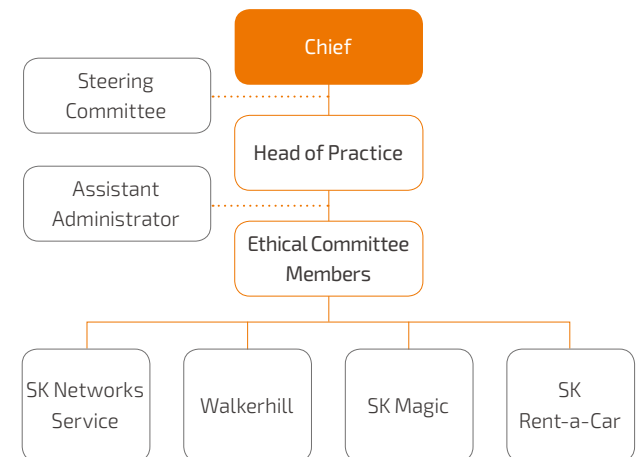 Chief
Steering
Committee
Head of Practice
Assistant
Administrator
Ethical Committee
Members
SK Networks
Service
Walkerhill
SK Magic
SK
Rent-a-Car